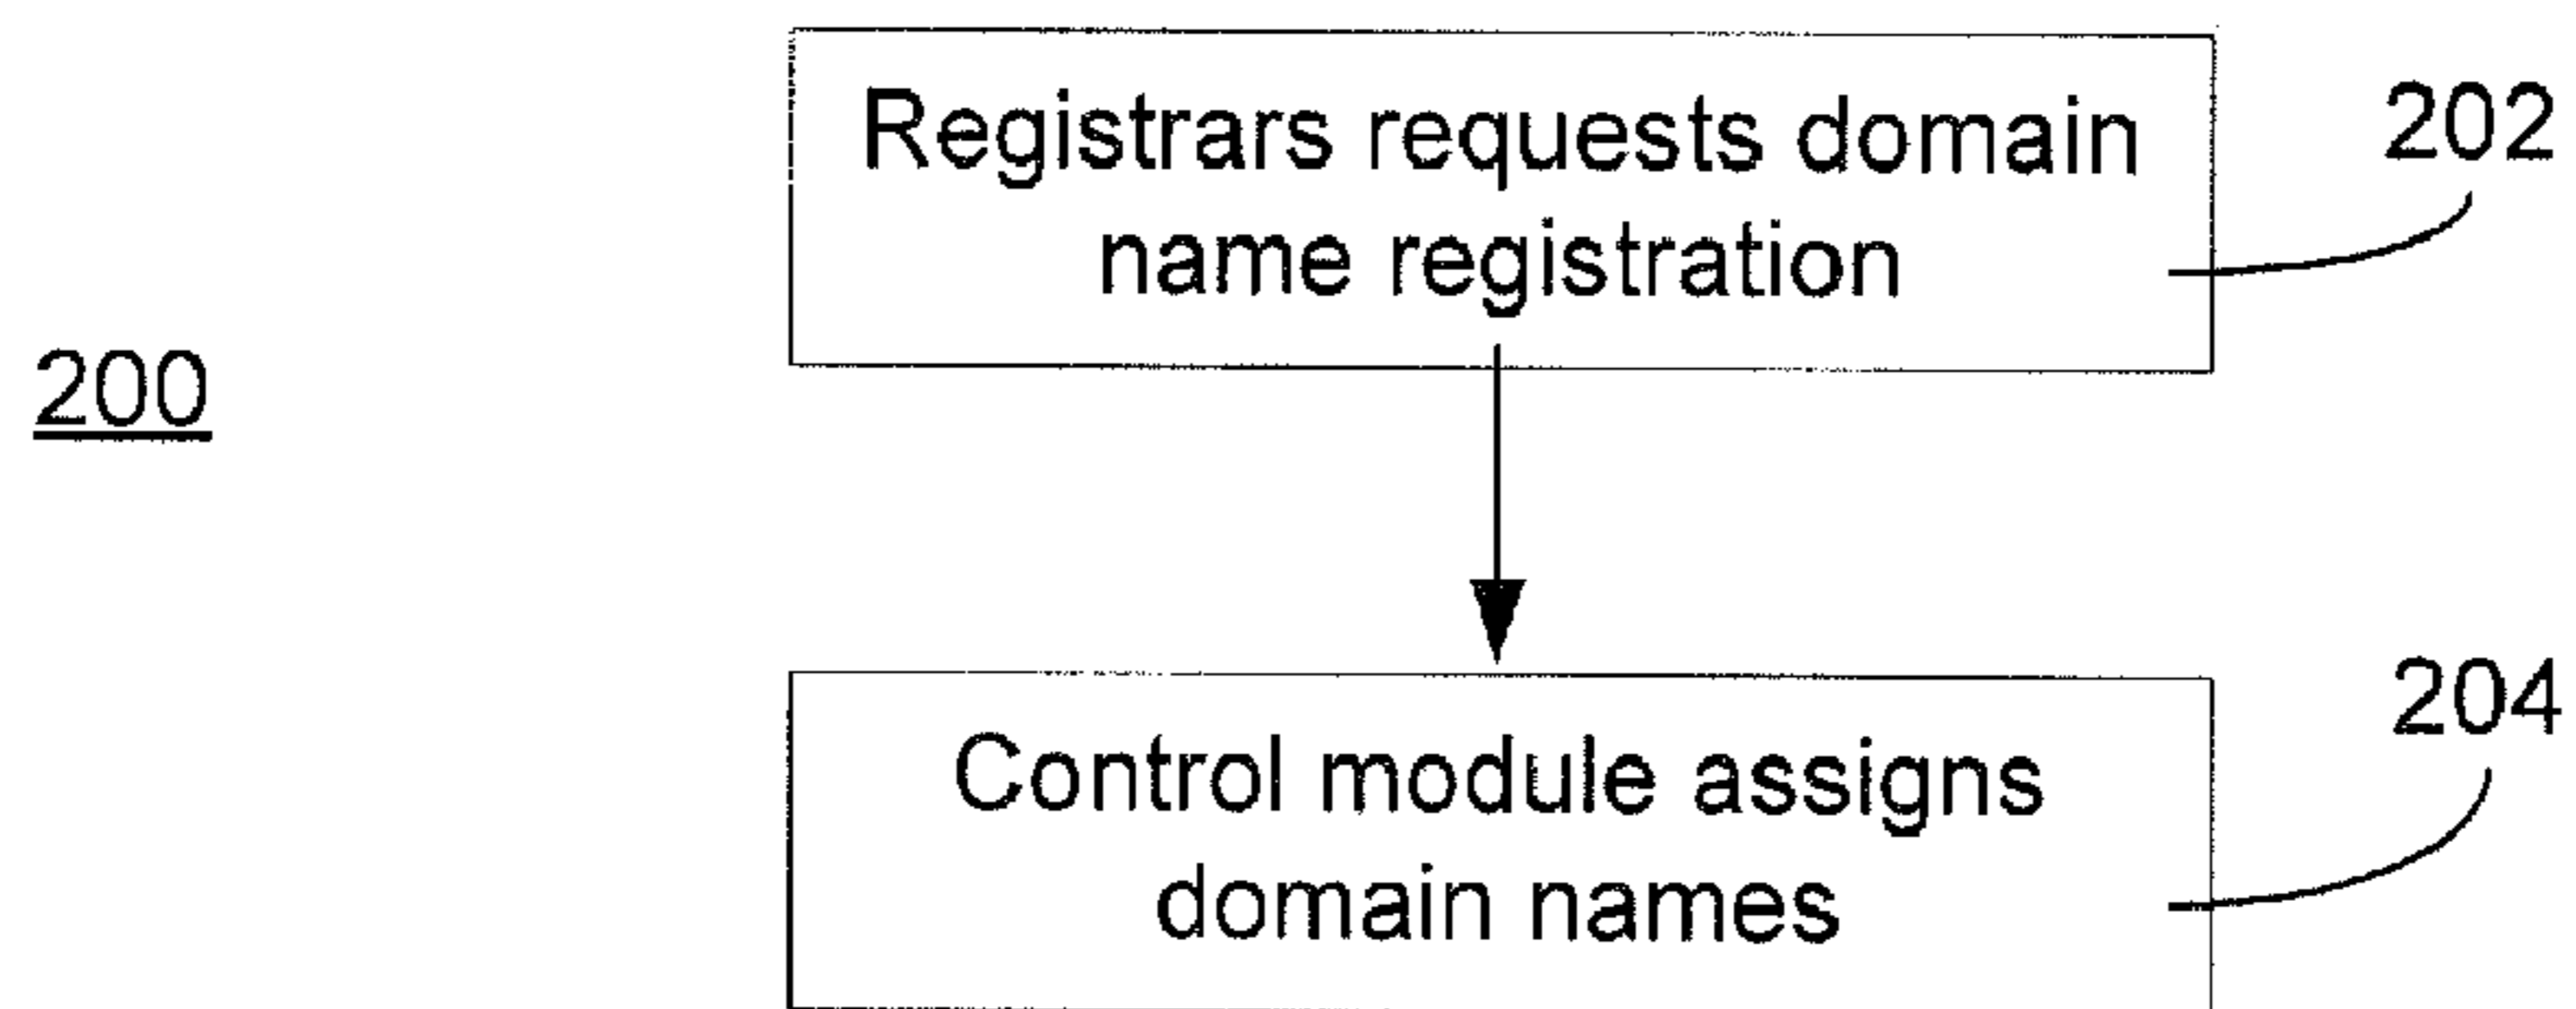 Registrars requests domain
name registration
202
200
Control module assigns
domain names
204